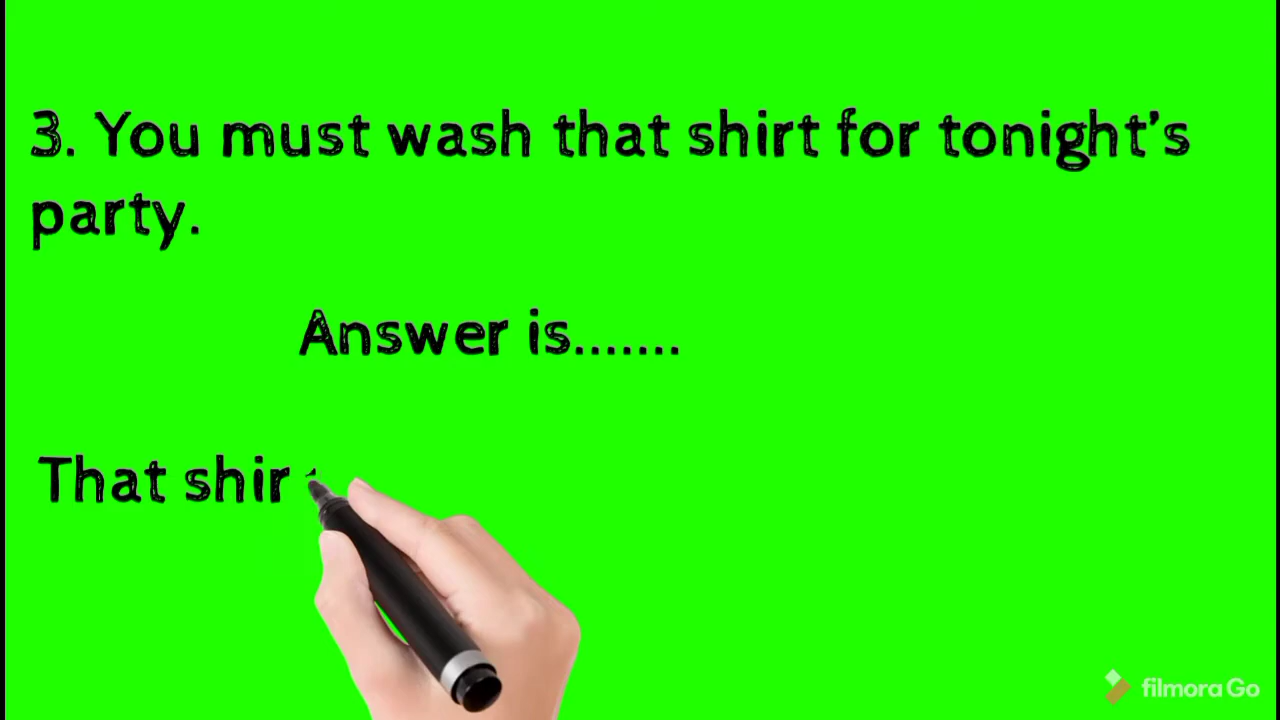 3. You must wash that shirt for tonight's
party.
Answer is.......
That shir
filmora Go